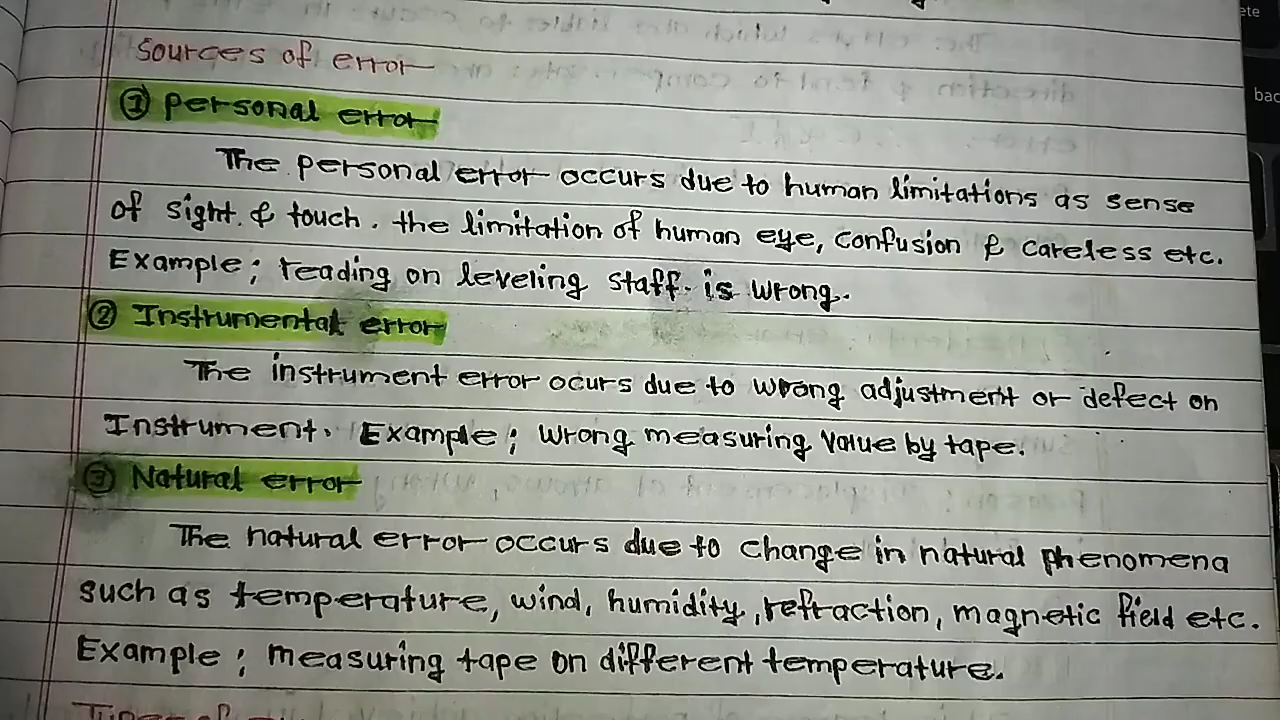 Sources of error
① Personal error
The personal error occurs due to human limitations as sense
of sight & touch. the limitation of human eye, confusion & careless etc.
Example; reading on leveling staff is wrong.
② Instrumental error
The instrument error ocurs due to wrong adjustment or defect on
Instrument. Example; wrong measuring value by tape.
③ Natural error
The natural error occurs due to change in natural phenomena
such as temperature, wind, humidity, refraction, magnetic field etc.
Example; measuring tape on different temperature.